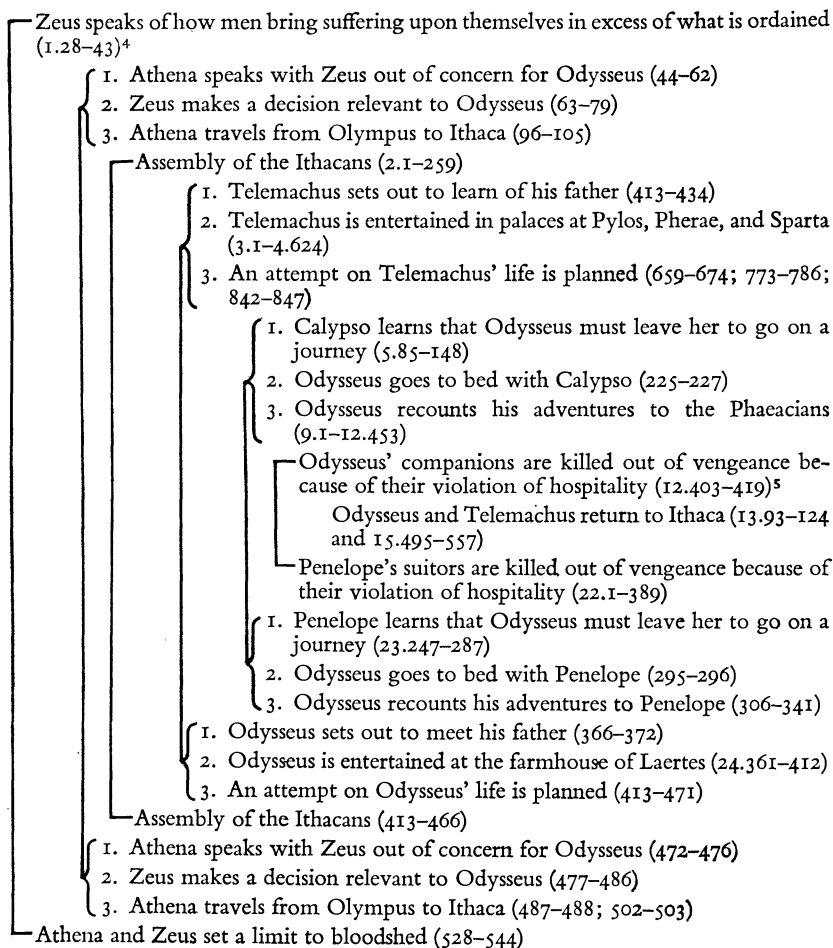 Zeus speaks of how men bring suffering upon themselves in excess of what is ordained
(1.28–43)⁴
1. Athena speaks with Zeus out of concern for Odysseus (44–62)
2. Zeus makes a decision relevant to Odysseus (63–79)
3. Athena travels from Olympus to Ithaca (96–105)
Assembly of the Ithacans (2.1–259)
1. Telemachus sets out to learn of his father (413–434)
2. Telemachus is entertained in palaces at Pylos, Pherae, and Sparta
(3.1–4.624)
3. An attempt on Telemachus' life is planned (659–674; 773–786;
842–847)
1. Calypso learns that Odysseus must leave her to go on a
journey (5.85–148)
2. Odysseus goes to bed with Calypso (225–227)
3. Odysseus recounts his adventures to the Phaeacians
(9.1–12.453)
Odysseus' companions are killed out of vengeance be-
cause of their violation of hospitality (12.403–419)⁵
Odysseus and Telemachus return to Ithaca (13.93–124
and 15.495–557)
Penelope's suitors are killed out of vengeance because of
their violation of hospitality (22.1–389)
1. Penelope learns that Odysseus must leave her to go on a
journey (23.247–287)
2. Odysseus goes to bed with Penelope (295–296)
3. Odysseus recounts his adventures to Penelope (306–341)
1. Odysseus sets out to meet his father (366–372)
2. Odysseus is entertained at the farmhouse of Laertes (24.361–412)
3. An attempt on Odysseus' life is planned (413–471)
Assembly of the Ithacans (413–466)
1. Athena speaks with Zeus out of concern for Odysseus (472–476)
2. Zeus makes a decision relevant to Odysseus (477–486)
3. Athena travels from Olympus to Ithaca (487–488; 502–503)
Athena and Zeus set a limit to bloodshed (528–544)